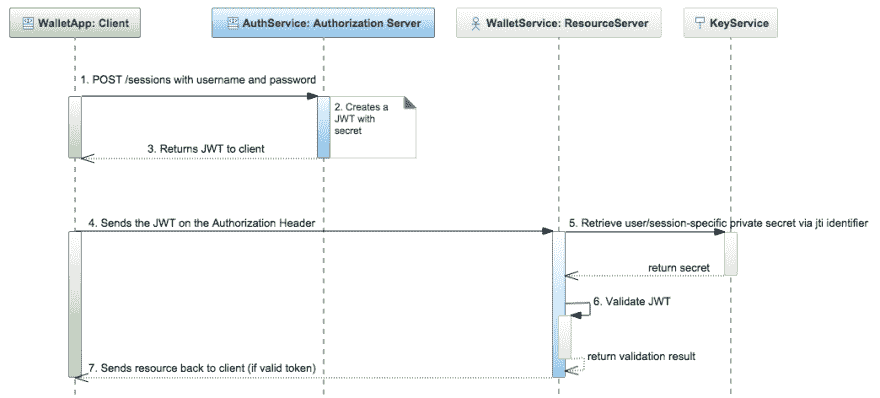 WalletApp: Client
AuthService: Authorization Server
WalletService: ResourceServer
KeyService
1. POST /sessions with username and password
2. Creates a
JWT with
secret
3. Returns JWT to client
4. Sends the JWT on the Authorization Header
5. Retrieve user/session-specific private secret via jti identifier
return secret
6. Validate JWT
return validation result
7. Sends resource back to client (if valid token)